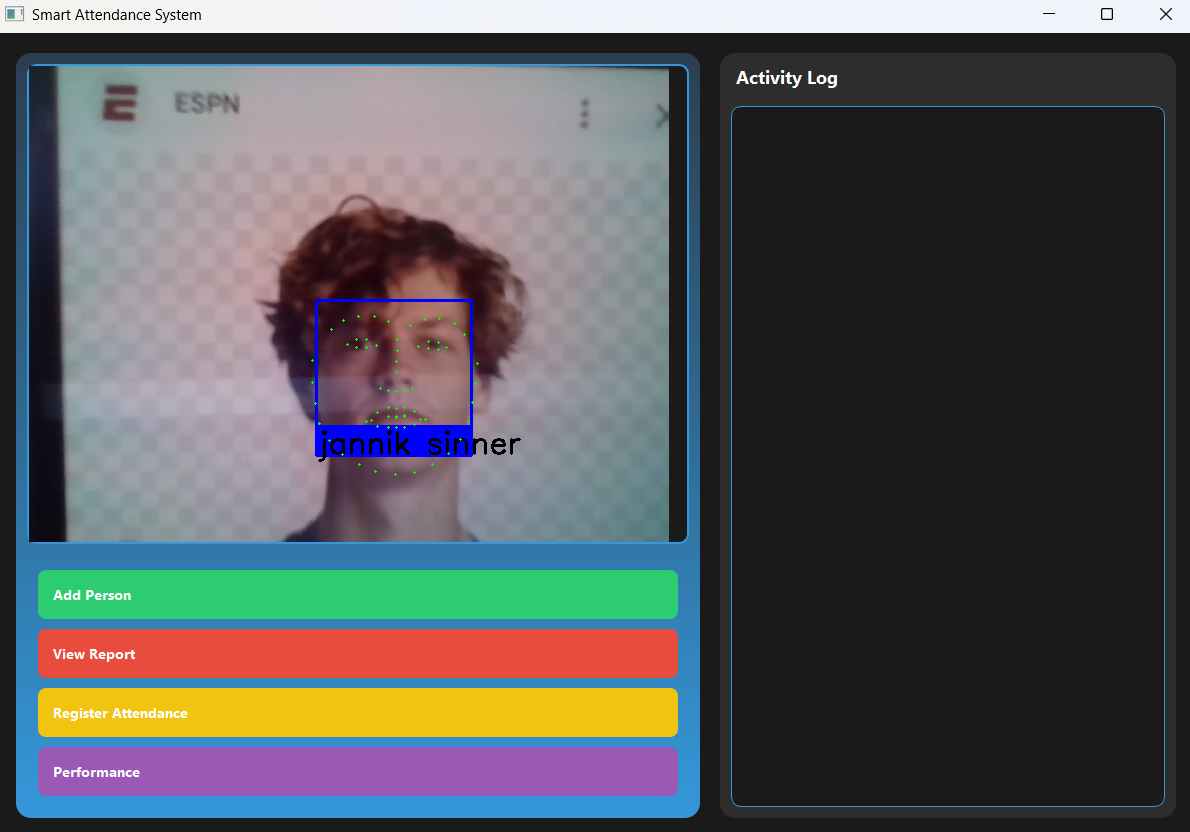 Smart Attendance System
ESPN
jannik sinner
Add Person
View Report
Register Attendance
Performance
Activity Log